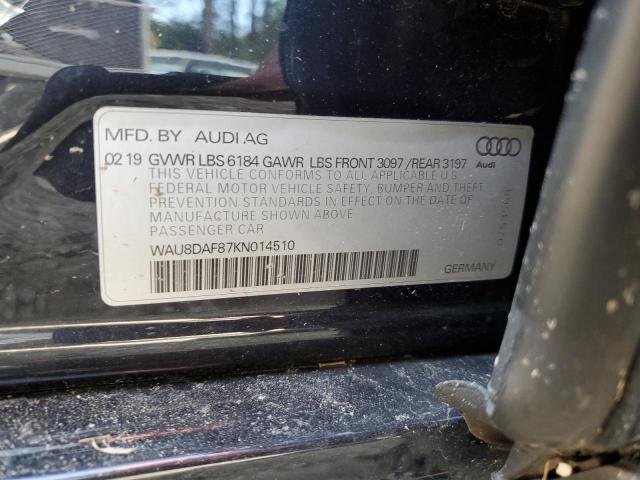 MFD. BY AUDI AG
02 19 GVWR LBS 6184 GAWR LBS FRONT 3097 /REAR 3197
THIS VEHICLE CONFORMS TO ALL APPLICABLE U.S.
FEDERAL MOTOR VEHICLE SAFETY, BUMPER AND THEFT
PREVENTION STANDARDS IN EFFECT ON THE DATE OF
MANUFACTURE SHOWN ABOVE
PASSENGER CAR
WAU8DAF87KN014510
Audi
GERMANY